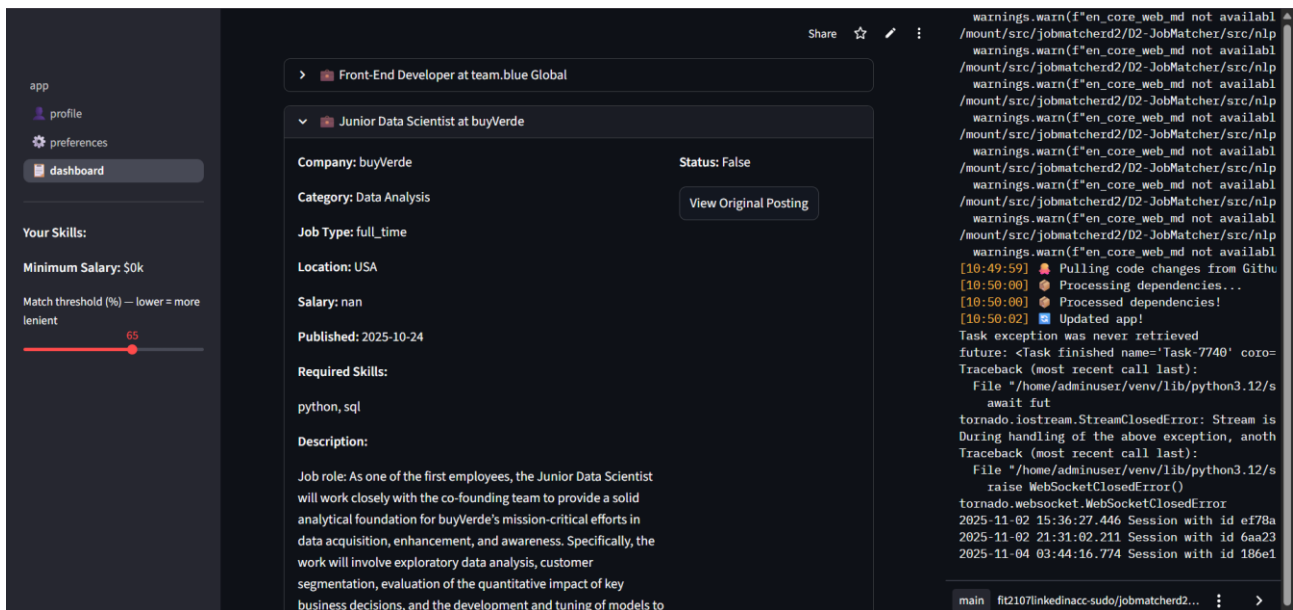 app
profile
preferences
dashboard
Your Skills:
Minimum Salary: $0k
Match threshold (%) — lower = more
lenient
65
Share
Front-End Developer at team.blue Global
Junior Data Scientist at buyVerde
Company: buyVerde
Status: False
Category: Data Analysis
View Original Posting
Job Type: full_time
Location: USA
Salary: nan
Published: 2025-10-24
Required Skills:
python, sql
Description:
Job role: As one of the first employees, the Junior Data Scientist
will work closely with the co-founding team to provide a solid
analytical foundation for buyVerde’s mission-critical efforts in
data acquisition, enhancement, and awareness. Specifically, the
work will involve exploratory data analysis, customer
segmentation, evaluation of the quantitative impact of key
business decisions, and the development and tuning of models to
warnings.warn(f"en_core_web_md not availabl
/mount/src/jobmatcherd2/D2-JobMatcher/src/nlp
warnings.warn(f"en_core_web_md not availabl
/mount/src/jobmatcherd2/D2-JobMatcher/src/nlp
warnings.warn(f"en_core_web_md not availabl
/mount/src/jobmatcherd2/D2-JobMatcher/src/nlp
warnings.warn(f"en_core_web_md not availabl
/mount/src/jobmatcherd2/D2-JobMatcher/src/nlp
warnings.warn(f"en_core_web_md not availabl
/mount/src/jobmatcherd2/D2-JobMatcher/src/nlp
warnings.warn(f"en_core_web_md not availabl
/mount/src/jobmatcherd2/D2-JobMatcher/src/nlp
warnings.warn(f"en_core_web_md not availabl
/mount/src/jobmatcherd2/D2-JobMatcher/src/nlp
warnings.warn(f"en_core_web_md not availabl
[10:49:59] Pulling code changes from Githu
[10:50:00] Processing dependencies...
[10:50:00] Processed dependencies!
[10:50:02] Updated app!
Task exception was never retrieved
future: <Task finished name='Task-7740' coro=
Traceback (most recent call last):
File "/home/adminuser/venv/lib/python3.12/s
await fut
tornado.iostream.StreamClosedError: Stream is
During handling of the above exception, anoth
Traceback (most recent call last):
File "/home/adminuser/venv/lib/python3.12/s
raise WebSocketClosedError()
tornado.websocket.WebSocketClosedError
2025-11-02 15:36:27.446 Session with id ef78a
2025-11-02 21:31:02.211 Session with id 6aa23
2025-11-04 03:44:16.774 Session with id 186e1
main fit2107linkedinacc-sudo/jobmatcherd2...